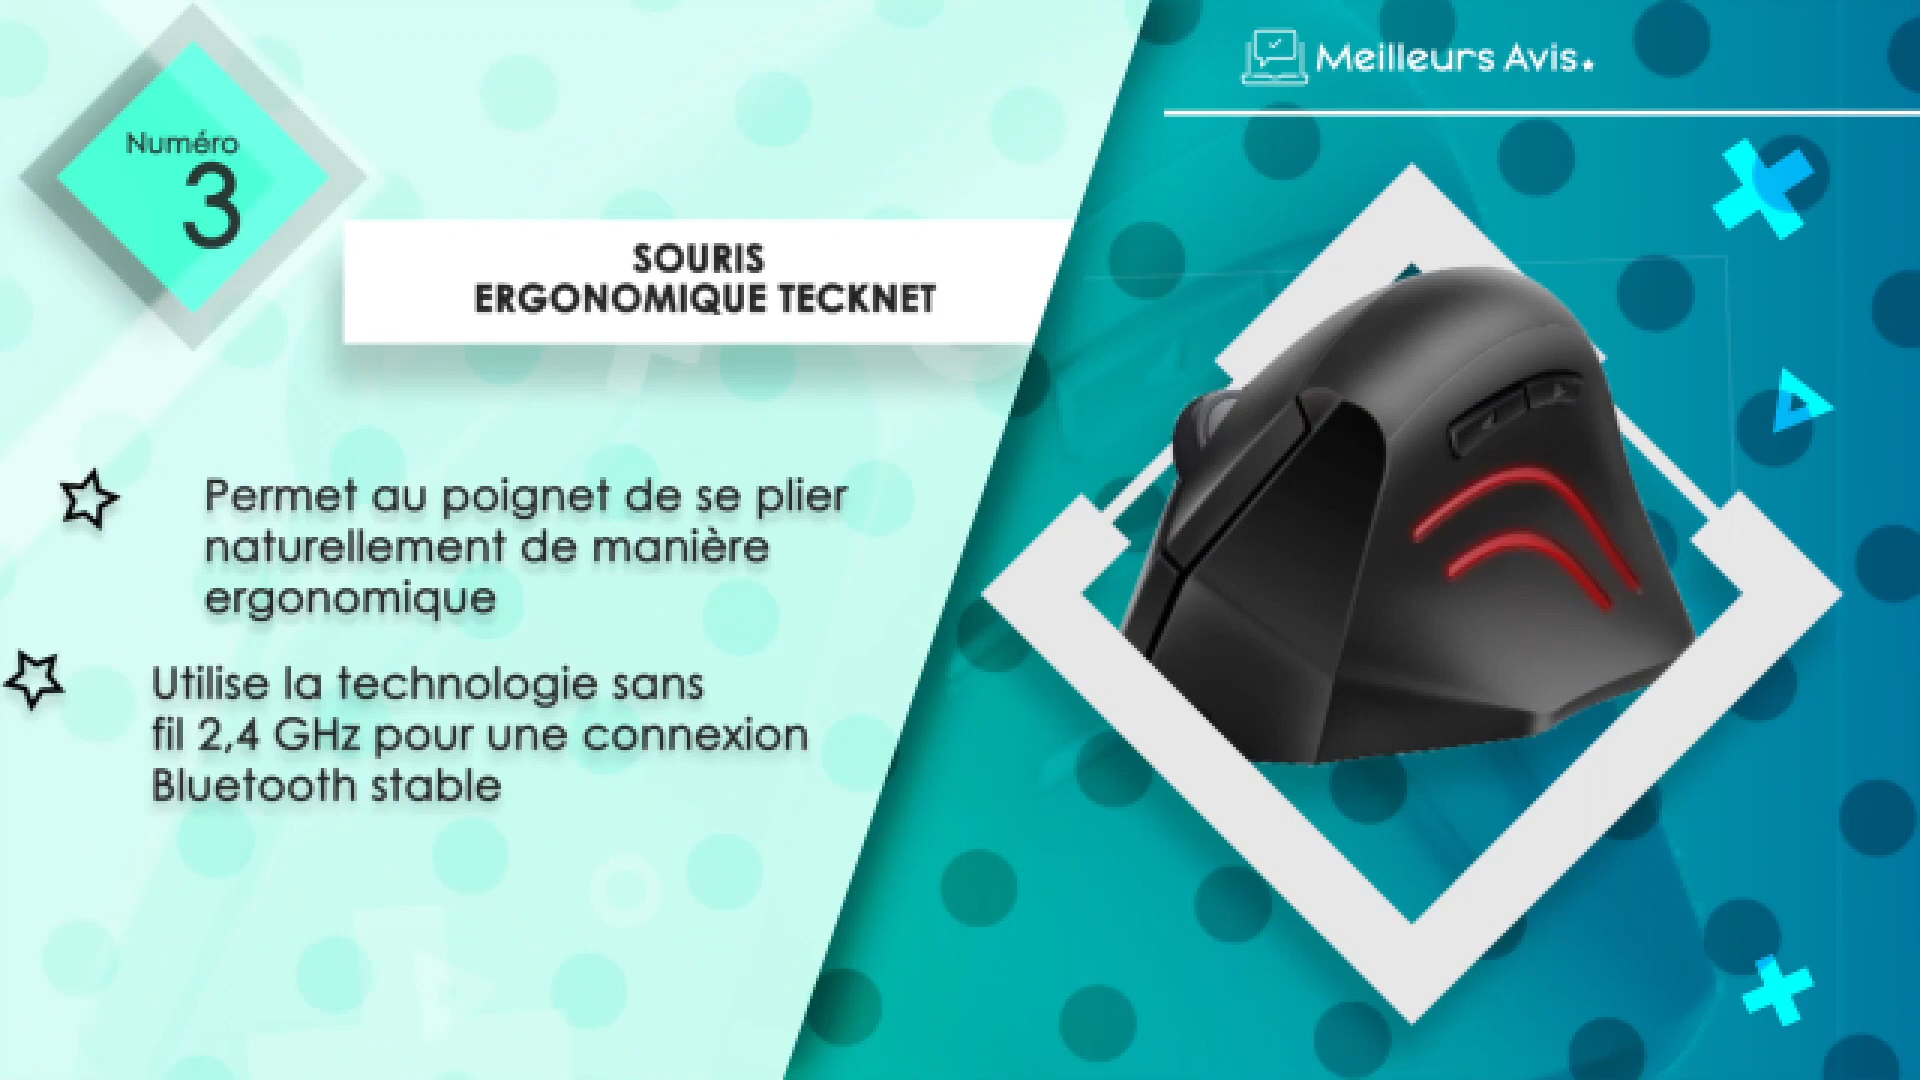 Numéro
3
Meilleurs Avis
SOURIS
ERGONOMIQUE TECKNET
Permet au poignet de se plier
naturellement de manière
ergonomique
Utilise la technologie sans
fil 2,4 GHz pour une connexion
Bluetooth stable